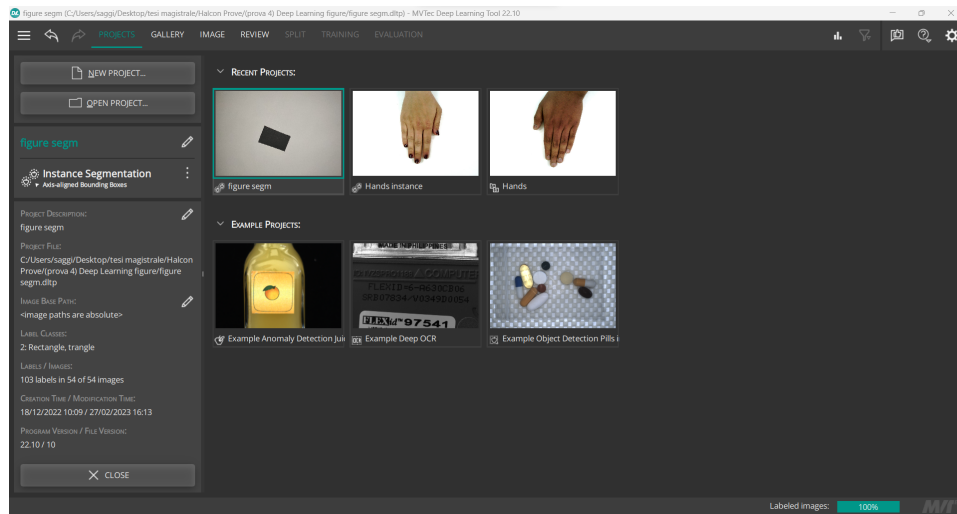 figure segm (C:/Users/saggi/Desktop/tesi magistrale/Halcon Prove/(prova 4) Deep Learning figure/figure segm.dltp) - MVTec Deep Learning Tool 22.10
PROJECTS GALLERY IMAGE REVIEW SPLIT TRAINING EVALUATION
NEW PROJECT...
OPEN PROJECT...
figure segm
Instance Segmentation
Axis-aligned Bounding Boxes
PROJECT DESCRIPTION:
figure segm
PROJECT FILE:
C:/Users/saggi/Desktop/tesi magistrale/Halcon
Prove/(prova 4) Deep Learning figure/figure
segm.dltp
IMAGE BASE PATH:
<image paths are absolute>
LABEL CLASSES:
2: Rectangle, trangle
LABELS / IMAGES:
103 labels in 54 of 54 images
CREATION TIME / MODIFICATION TIME:
18/12/2022 10:09 / 27/02/2023 16:13
PROGRAM VERSION / FILE VERSION:
22.10 / 10
CLOSE
RECENT PROJECTS:
figure segm
Hands instance
Hands
EXAMPLE PROJECTS:
97541
Example Anomaly Detection Jui
Example Deep OCR
Example Object Detection Pills i
Labeled images: 100%